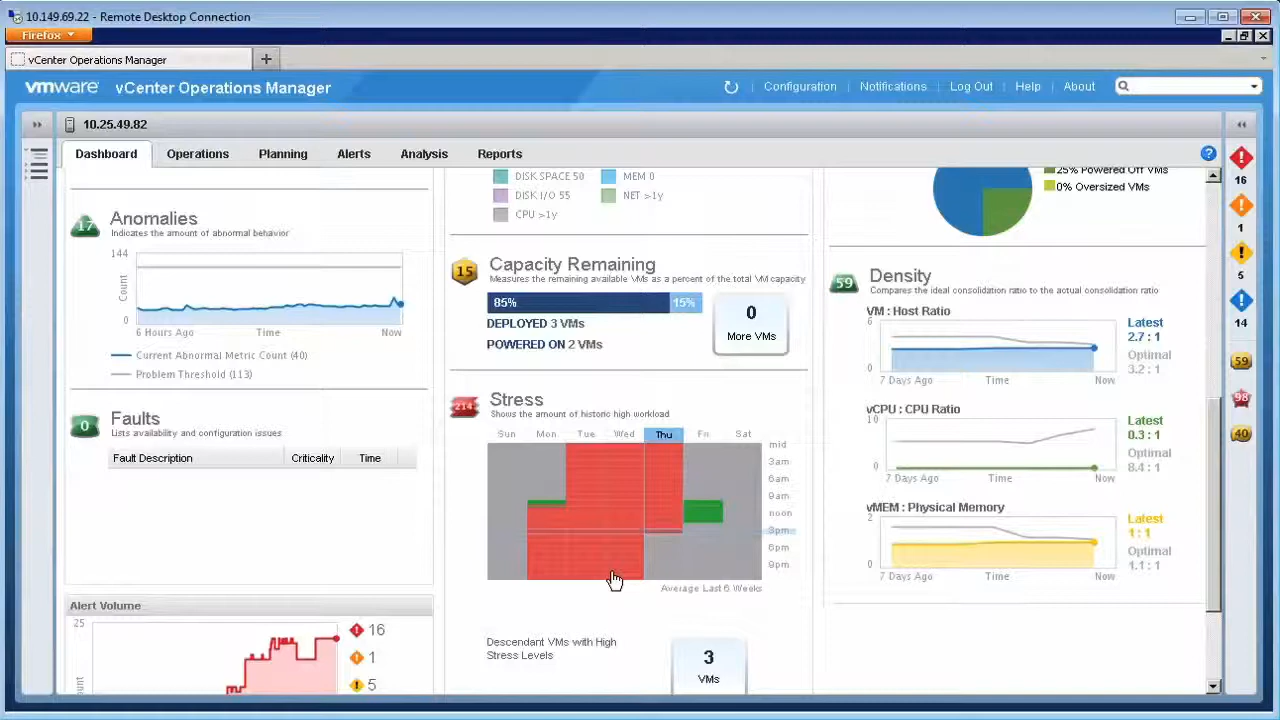 10.149.69.22 - Remote Desktop Connection
Firefox
vCenter Operations Manager
vmware vCenter Operations Manager
Configuration
Notifications
Log Out
Help
About
10.25.49.82
Dashboard
Operations
Planning
Alerts
Analysis
Reports
17
Anomalies
Indicates the amount of abnormal behavior
144
Count
0
6 Hours Ago
Time
Now
Current Abnormal Metric Count (40)
Problem Threshold (113)
0
Faults
Lists availability and configuration issues
Fault Description
Criticality
Time
Alert Volume
25
16
1
5
DISK SPACE 50
MEM 0
DISK I/O 55
NET >1y
CPU >1y
15
Capacity Remaining
Measures the remaining available VMs as a percent of the total VM capacity
85%
15%
DEPLOYED 3 VMs
POWERED ON 2 VMs
0
More VMs
214
Stress
Shows the amount of historic high workload
Sun
Mon
Tue
Wed
Thu
Fri
Sat
mid
3am
6am
9am
noon
3pm
6pm
9pm
Average Last 6 Weeks
Descendant VMs with High
Stress Levels
3
VMs
25% Powered Off VMs
0% Oversized VMs
59
Density
Compares the ideal consolidation ratio to the actual consolidation ratio
VM : Host Ratio
6
0
7 Days Ago
Time
Now
Latest
2.7 : 1
Optimal
3.2 : 1
vCPU : CPU Ratio
10
0
7 Days Ago
Time
Now
Latest
0.3 : 1
Optimal
8.4 : 1
vMEM : Physical Memory
2
0
7 Days Ago
Time
Now
Latest
1 : 1
Optimal
1.1 : 1
16
1
5
14
59
98
40